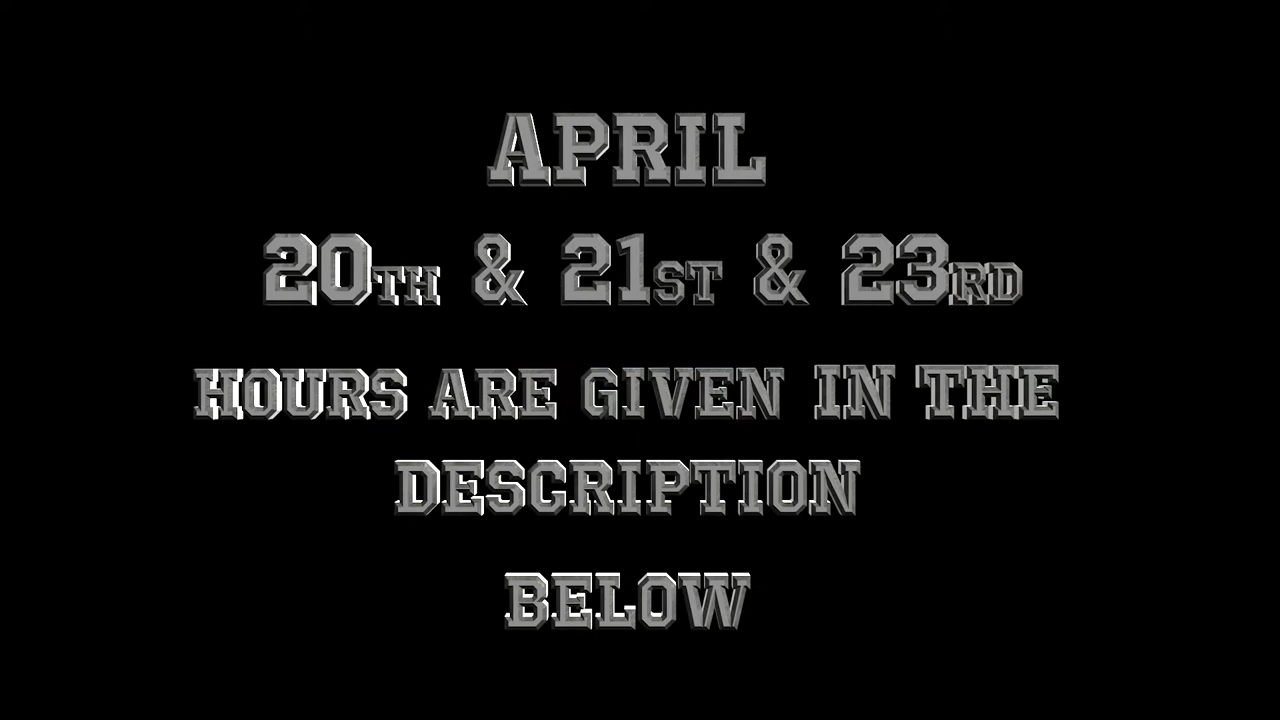 APRIL
20TH & 21ST & 23RD
HOURS ARE GIVEN IN THE
DESCRIPTION
BELOW